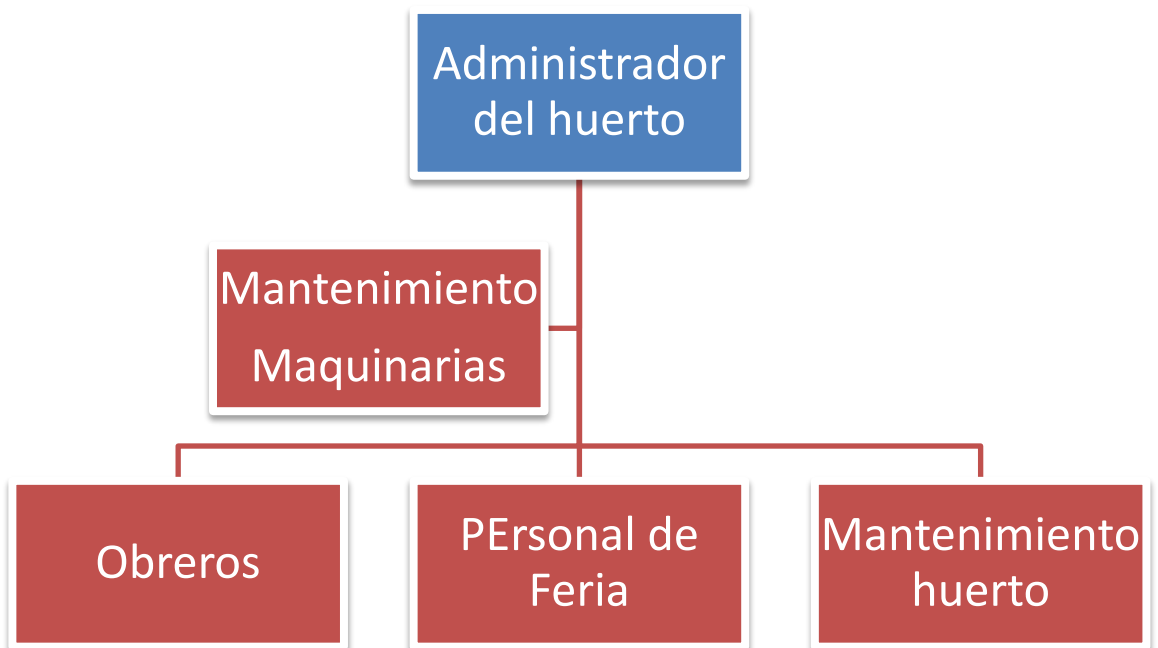 Administrador
del huerto
Mantenimiento
Maquinarias
Obreros
PErsonal de
Feria
Mantenimiento
huerto